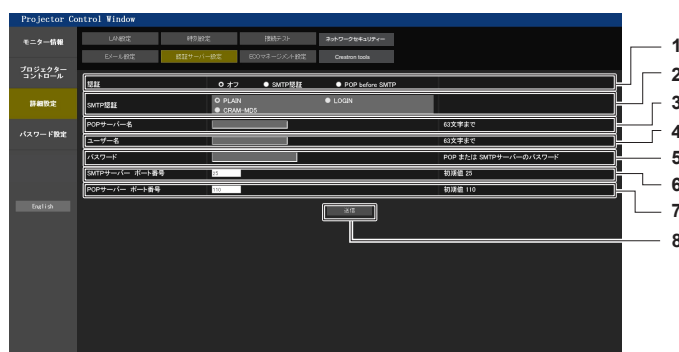 Projector Control Window
モニター情報
プロジェクター
コントロール
詳細設定
パスワード設定
English
LAN設定 時刻設定 接続テスト ネットワークセキュリティー
Eメール設定 認証サーバー設定 ECOマネージメント設定 Crestron tools
認証 オフ SMTP認証 POP before SMTP
SMTP認証 PLAIN LOGIN
CRAM-MD5
POPサーバー名 63文字まで
ユーザー名 63文字まで
パスワード POP または SMTPサーバーのパスワード
SMTPサーバー ポート番号 25 初期値 25
POPサーバー ポート番号 110 初期値 110
送信
1
2
3
4
5
6
7
8